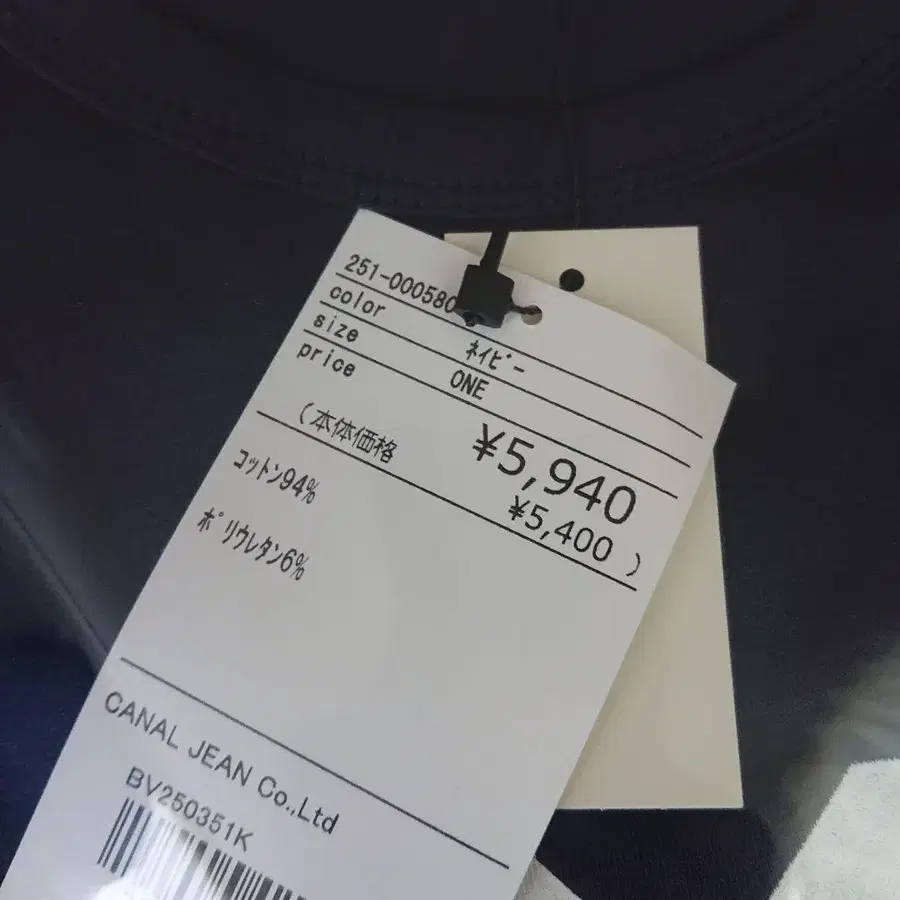 251-000580
color ﾈｲﾋﾞｰ
size ONE
price
¥5,940
(本体価格 ¥5,400 )
コットン94%
ポリウレタン6%
CANAL JEAN Co.,Ltd
BV250351K